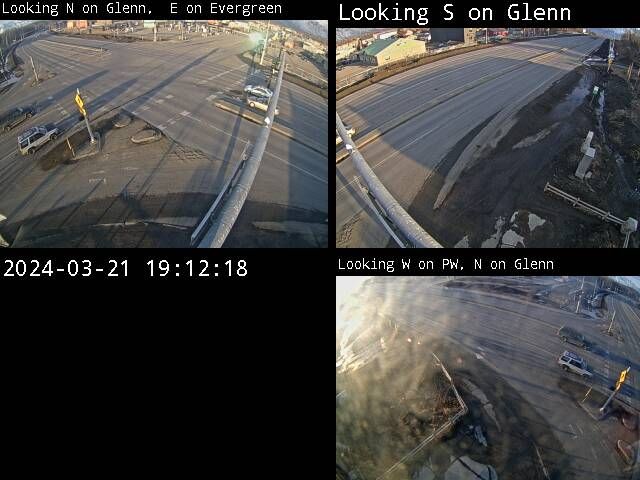 Looking N on Glenn, E on Evergreen
Looking S on Glenn
2024-03-21 19:12:18
Looking W on PW, N on Glenn